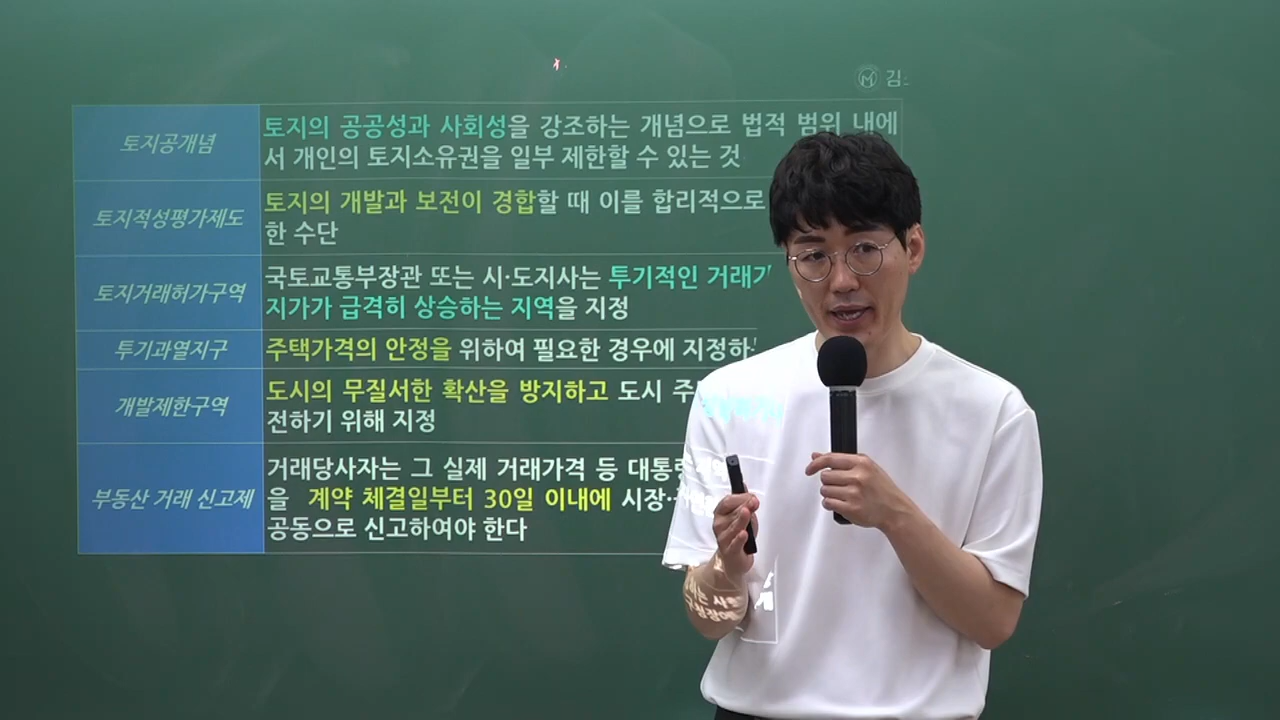 김
토지공개념
토지의 공공성과 사회성을 강조하는 개념으로 법적 범위 내에
서 개인의 토지소유권을 일부 제한할 수 있는 것
토지적성평가제도
토지의 개발과 보전이 경합할 때 이를 합리적으로
한 수단
토지거래허가구역
국토교통부장관 또는 시·도지사는 투기적인
지가가 급격히 상승하는 지역을 지정
투기과열지구
주택가격의 안정을 위하여 필요한 경우에
개발제한구역
도시의 무질서한 확산을 방지하고 도시
전하기 위해 지정
부동산 거래 신고제
거래당사자는 그 실제 거래가격 등
을 계약 체결일부터 30일 이내에
공동으로 신고하여야 한다